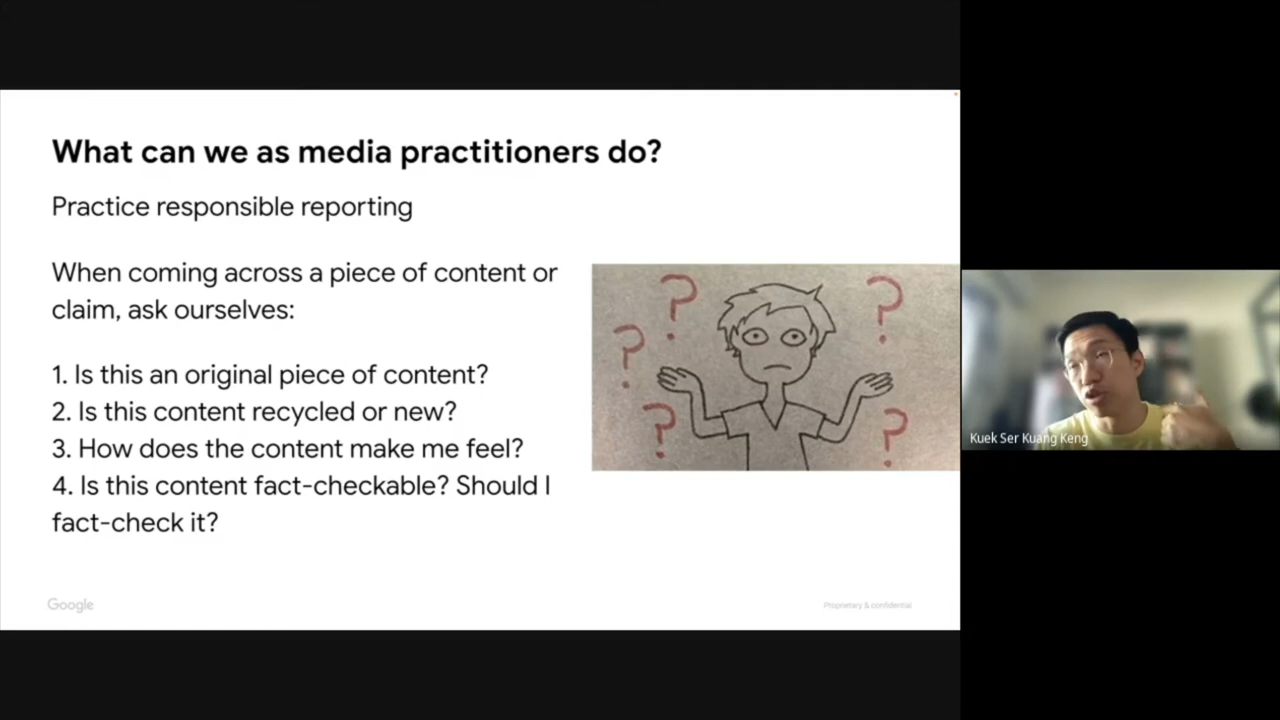 What can we as media practitioners do?
Practice responsible reporting
When coming across a piece of content or
claim, ask ourselves:
1. Is this an original piece of content?
2. Is this content recycled or new?
3. How does the content make me feel?
4. Is this content fact-checkable? Should I
fact-check it?
? ? ? ? ?
Google
Proprietary & confidential
Kuek Ser Kuang Keng